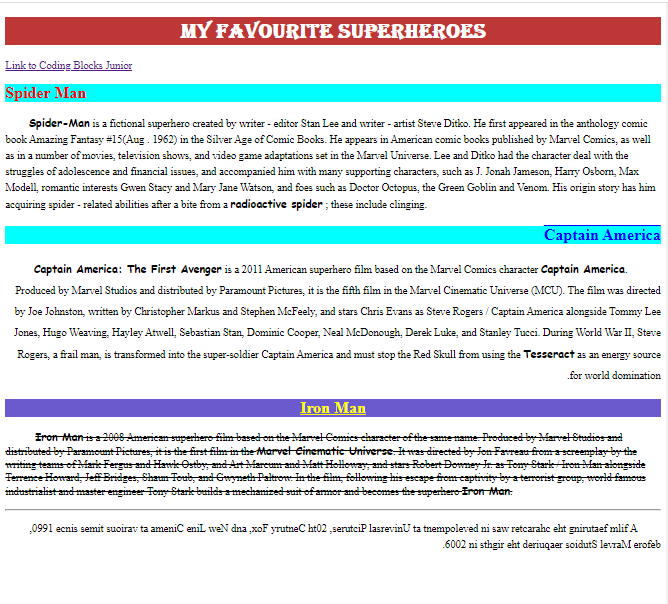 MY FAVOURITE SUPERHEROES
Link to Coding Blocks Junior
Spider Man
Spider-Man is a fictional superhero created by writer - editor Stan Lee and writer - artist Steve Ditko. He first appeared in the anthology comic
book Amazing Fantasy #15(Aug . 1962) in the Silver Age of Comic Books. He appears in American comic books published by Marvel Comics, as well
as in a number of movies, television shows, and video game adaptations set in the Marvel Universe. Lee and Ditko had the character deal with the
struggles of adolescence and financial issues, and accompanied him with many supporting characters, such as J. Jonah Jameson, Harry Osborn, Max
Modell, romantic interests Gwen Stacy and Mary Jane Watson, and foes such as Doctor Octopus, the Green Goblin and Venom. His origin story has him
acquiring spider - related abilities after a bite from a radioactive spider ; these include clinging.
Captain America
Captain America: The First Avenger is a 2011 American superhero film based on the Marvel Comics character Captain America.
Produced by Marvel Studios and distributed by Paramount Pictures, it is the fifth film in the Marvel Cinematic Universe (MCU). The film was directed
by Joe Johnston, written by Christopher Markus and Stephen McFeely, and stars Chris Evans as Steve Rogers / Captain America alongside Tommy Lee
Jones, Hugo Weaving, Hayley Atwell, Sebastian Stan, Dominic Cooper, Neal McDonough, Derek Luke, and Stanley Tucci. During World War II, Steve
Rogers, a frail man, is transformed into the super-soldier Captain America and must stop the Red Skull from using the Tesseract as an energy source
.for world domination
Iron Man
Iron Man is a 2008 American superhero film based on the Marvel Comics character of the same name. Produced by Marvel Studios and
distributed by Paramount Pictures, it is the first film in the Marvel Cinematic Universe. It was directed by Jon Favreau from a screenplay by the
writing teams of Mark Fergus and Hawk Ostby, and Art Marcum and Matt Holloway, and stars Robert Downey Jr. as Tony Stark / Iron Man alongside
Terrence Howard, Jeff Bridges, Shaun Toub, and Gwyneth Paltrow. In the film, following his escape from captivity by a terrorist group, world famous
industrialist and master engineer Tony Stark builds a mechanized suit of armor and becomes the superhero Iron Man.
,0991 ecnis semit suoirav ta ameniC eniL weN dna ,xoF yrutneC ht02 ,serutciP lasrevinU ta tnempoleved ni saw retcarahc eht gnirutaef mlif A
.6002 ni sthgir eht deriuqaer soidutS levraM erofeb